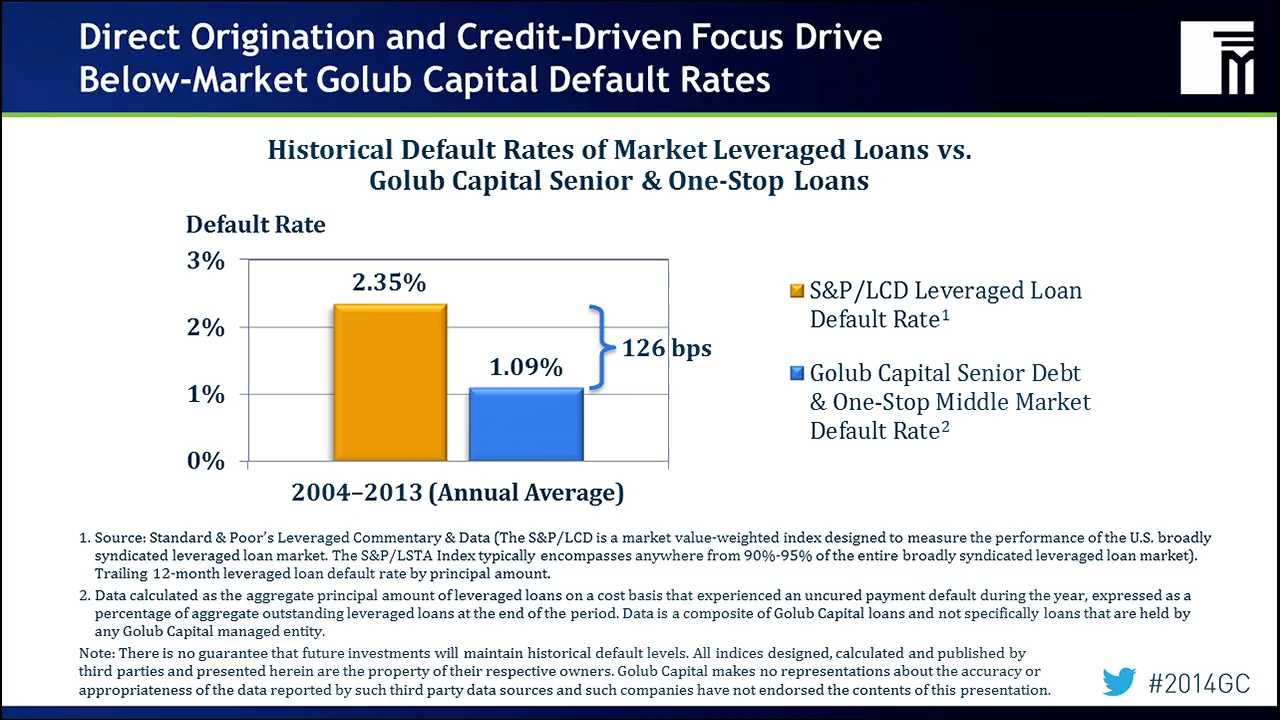 Direct Origination and Credit-Driven Focus Drive
Below-Market Golub Capital Default Rates
Historical Default Rates of Market Leveraged Loans vs.
Golub Capital Senior & One-Stop Loans
Default Rate
3%
2%
1%
0%
2.35%
1.09%
126 bps
2004–2013 (Annual Average)
S&P/LCD Leveraged Loan
Default Rate¹
Golub Capital Senior Debt
& One-Stop Middle Market
Default Rate²
1. Source: Standard & Poor’s Leveraged Commentary & Data (The S&P/LCD is a market value-weighted index designed to measure the performance of the U.S. broadly
syndicated leveraged loan market. The S&P/LSTA Index typically encompasses anywhere from 90%-95% of the entire broadly syndicated leveraged loan market).
Trailing 12-month leveraged loan default rate by principal amount.
2. Data calculated as the aggregate principal amount of leveraged loans on a cost basis that experienced an uncured payment default during the year, expressed as a
percentage of aggregate outstanding leveraged loans at the end of the period. Data is a composite of Golub Capital loans and not specifically loans that are held by
any Golub Capital managed entity.
Note: There is no guarantee that future investments will maintain historical default levels. All indices designed, calculated and published by
third parties and presented herein are the property of their respective owners. Golub Capital makes no representations about the accuracy or
appropriateness of the data reported by such third party data sources and such companies have not endorsed the contents of this presentation.
#2014GC